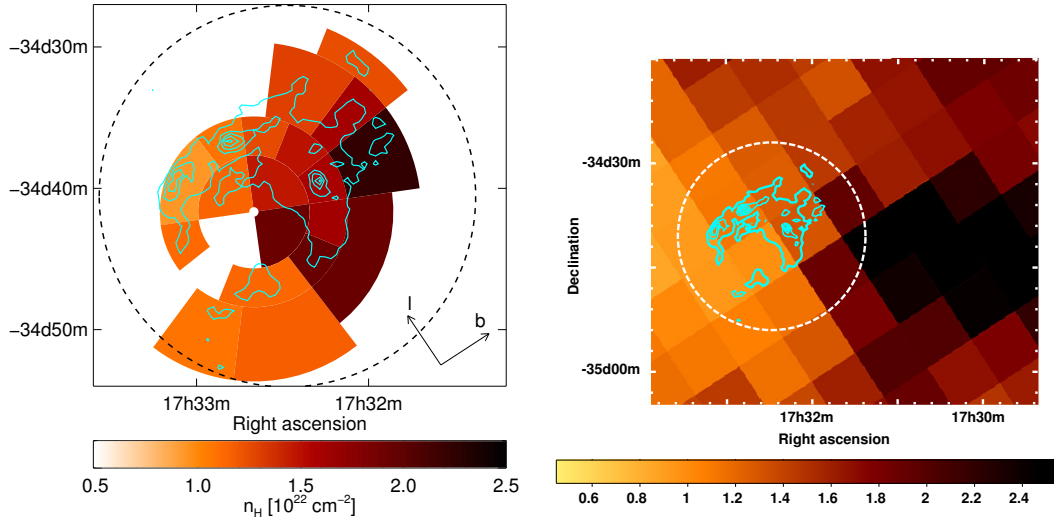 −34d30m
−34d40m
−34d50m
l
b
17h33m
17h32m
Right ascension
0.5
1.0
1.5
2.0
2.5
n_H [10^22 cm^−2]
Declination
-34d30m
-35d00m
17h32m
17h30m
Right ascension
0.6
0.8
1
1.2
1.4
1.6
1.8
2
2.2
2.4